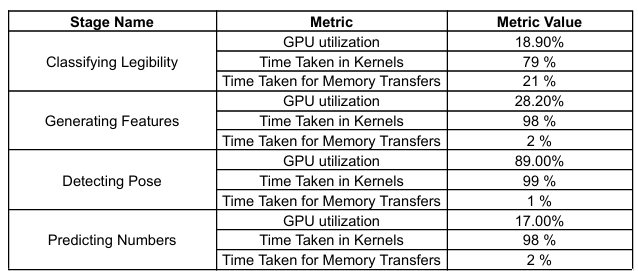 Stage Name Metric Metric Value
Classifying Legibility GPU utilization 18.90%
Time Taken in Kernels 79 %
Time Taken for Memory Transfers 21 %
Generating Features GPU utilization 28.20%
Time Taken in Kernels 98 %
Time Taken for Memory Transfers 2 %
Detecting Pose GPU utilization 89.00%
Time Taken in Kernels 99 %
Time Taken for Memory Transfers 1 %
Predicting Numbers GPU utilization 17.00%
Time Taken in Kernels 98 %
Time Taken for Memory Transfers 2 %